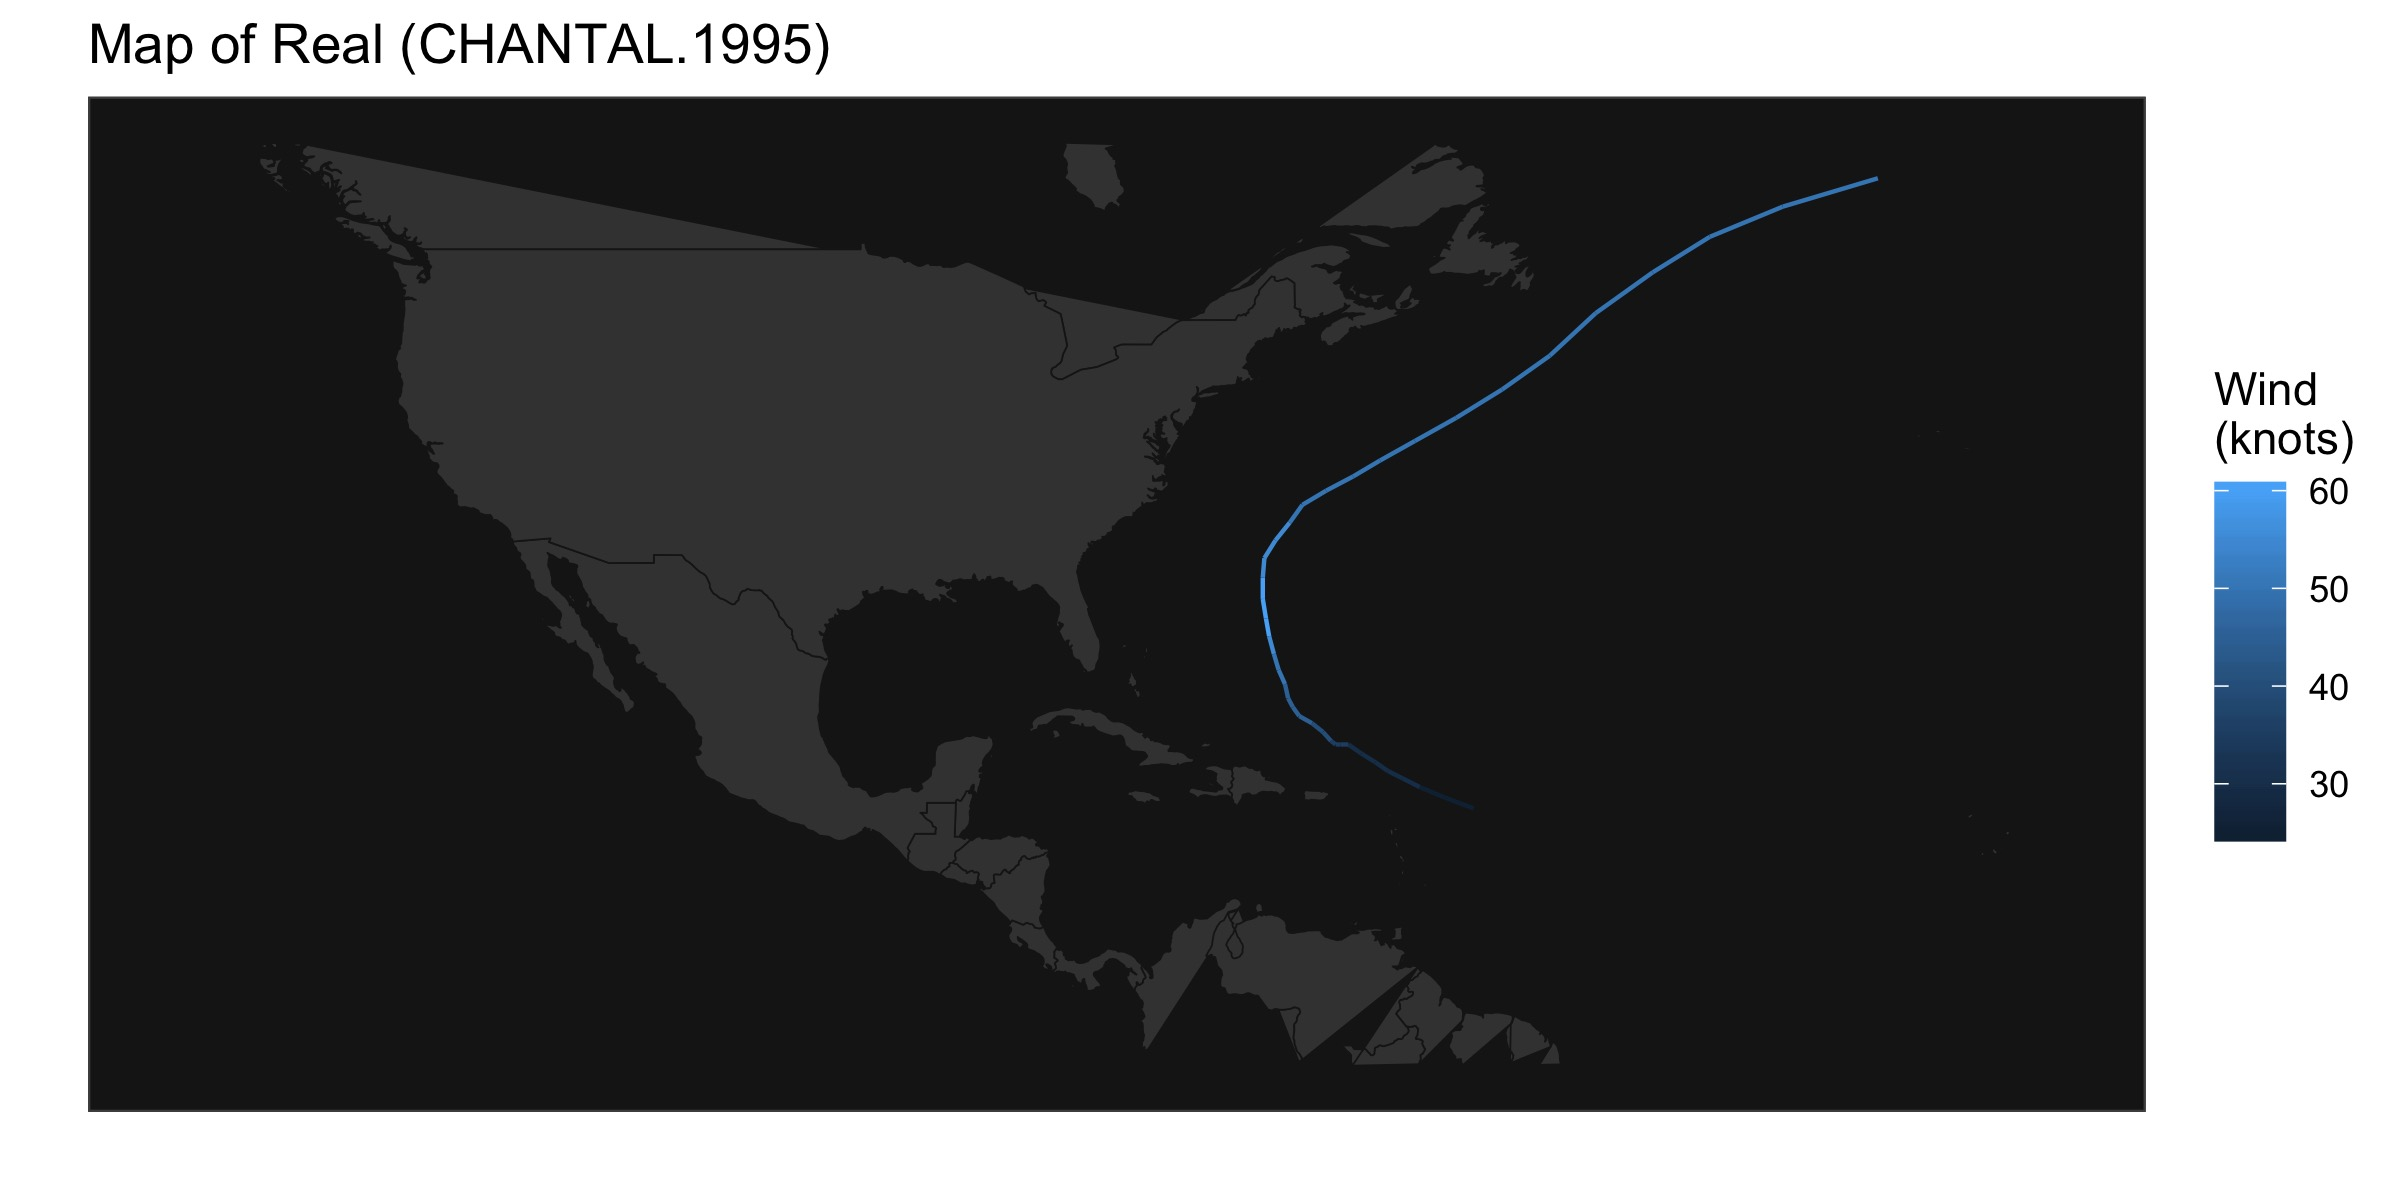 Map of Real (CHANTAL.1995)
Wind
(knots)
60
50
40
30